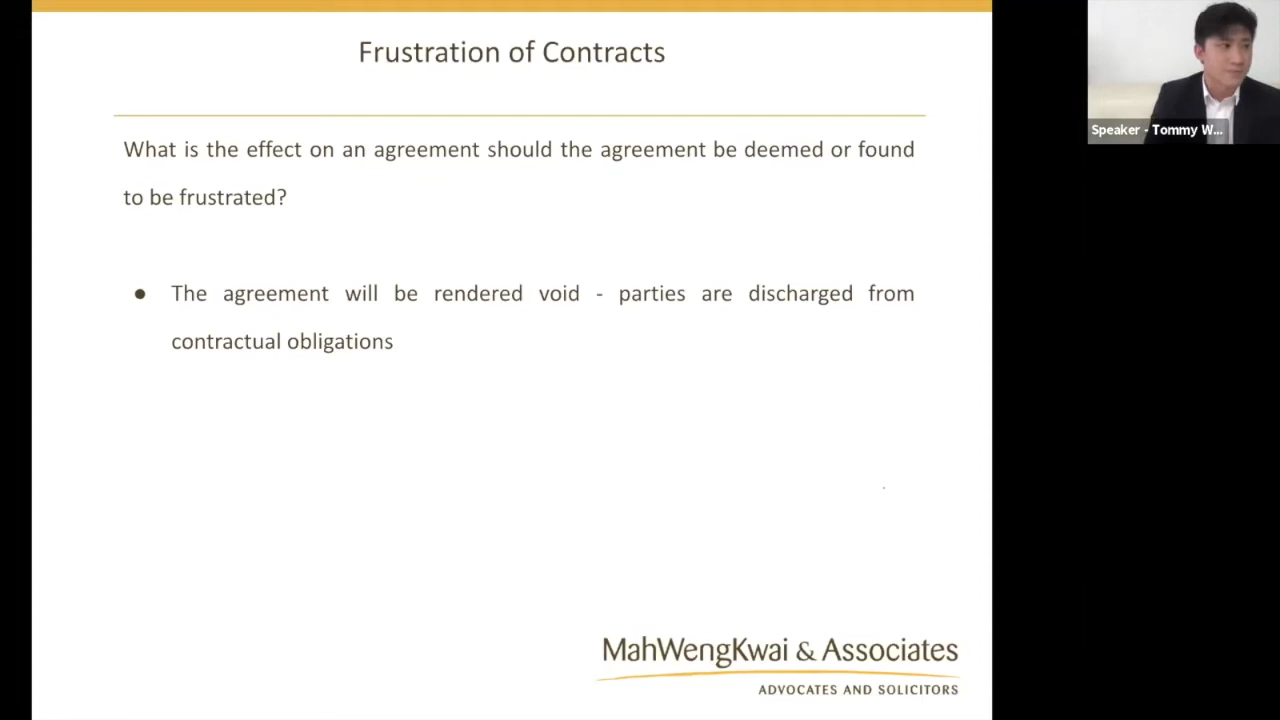 Frustration of Contracts
What is the effect on an agreement should the agreement be deemed or found
to be frustrated?
● The agreement will be rendered void - parties are discharged from
contractual obligations
MahWengKwai & Associates
ADVOCATES AND SOLICITORS
Speaker - Tommy W...